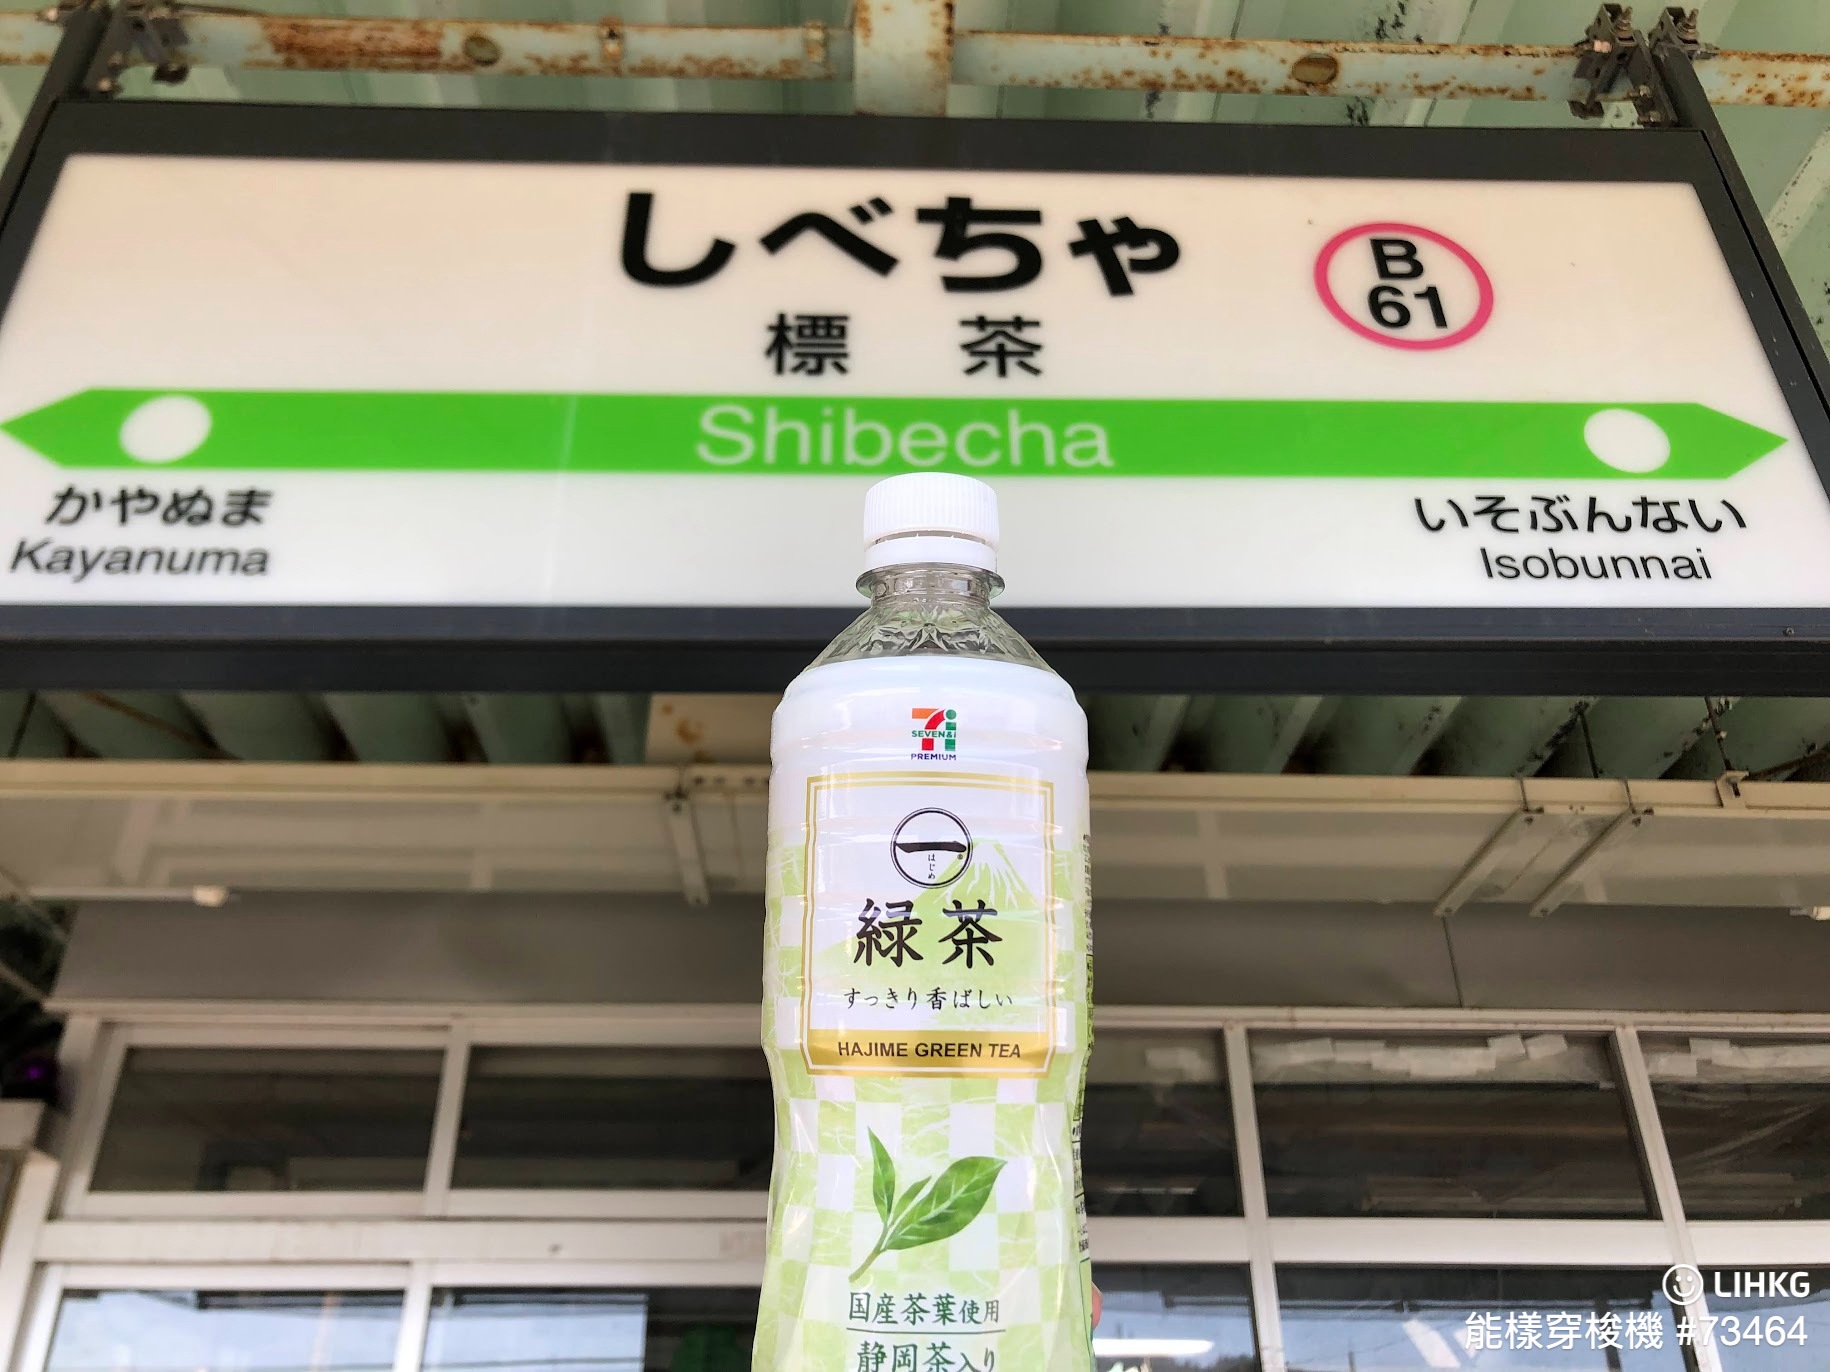 しべちゃ
標茶
B
61
Shibecha
かやぬま
Kayanuma
いそぶんない
Isobunnai
SEVEN&i
PREMIUM
一
はじめ
緑茶
すっきり香ばしい
HAJIME GREEN TEA
国産茶葉使用
静岡茶入り
LIHKG
能樣穿梭機 #73464